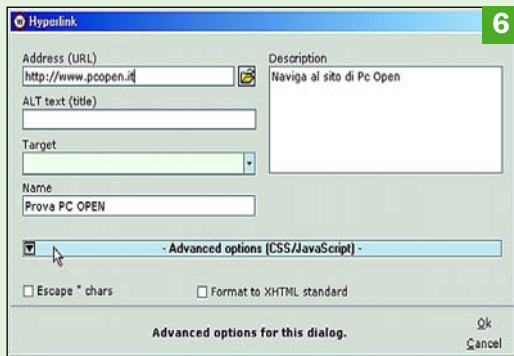 Hyperlink
6
Address (URL)
http://www.pcopen.it
Description
Naviga al sito di Pc Open
ALT text (title)
Target
Name
Prova PC OPEN
- Advanced options (CSS/JavaScript) -
Escape " chars
Format to XHTML standard
Advanced options for this dialog.
Ok
Cancel